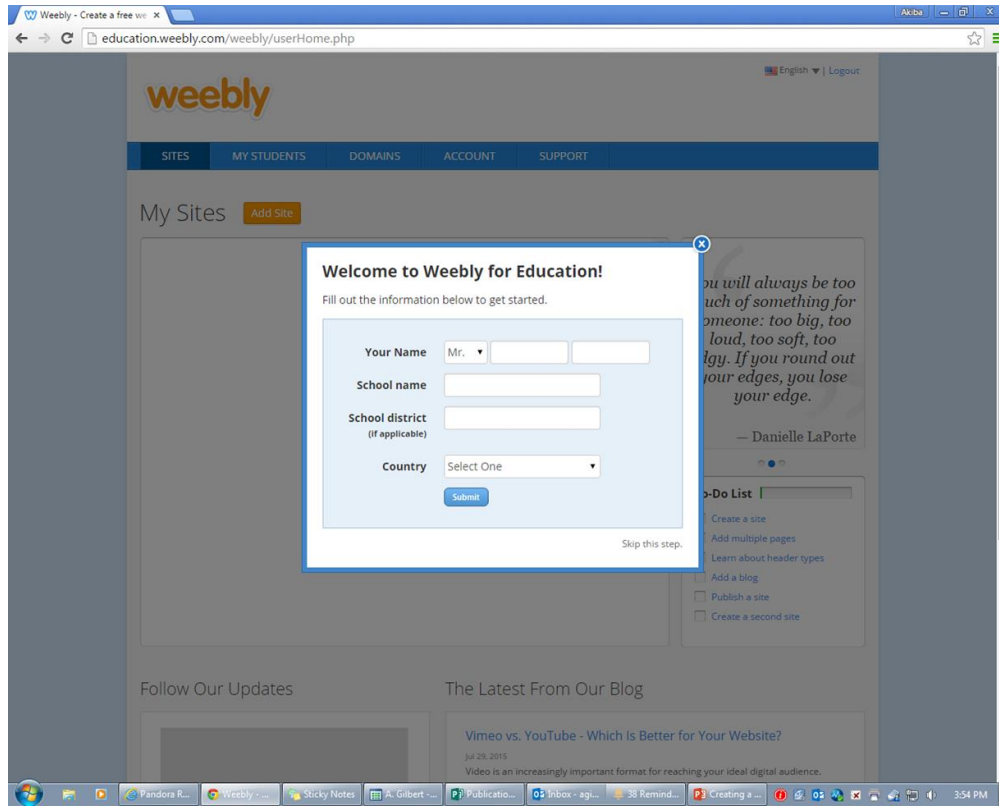 Weebly - Create a free we
Akiba
education.weebly.com/weebly/userHome.php
English | Logout
weebly
SITES MY STUDENTS DOMAINS ACCOUNT SUPPORT
My Sites Add Site
Welcome to Weebly for Education!
Fill out the information below to get started.
Your Name Mr.
School name
School district
(if applicable)
Country Select One
Submit
Skip this step.
ou will always be too
uch of something for
omeone: too big, too
loud, too soft, too
dgy. If you round out
your edges, you lose
your edge.
— Danielle LaPorte
o-Do List
Create a site
Add multiple pages
Learn about header types
Add a blog
Publish a site
Create a second site
Follow Our Updates
The Latest From Our Blog
Vimeo vs. YouTube - Which Is Better for Your Website?
Jul 29, 2015
Video is an increasingly important format for reaching your ideal digital audience.
Pandora R... Weebly - ... Sticky Notes A. Gilbert -... Publicatio... Inbox - agi... 38 Remind... Creating a ... 3:54 PM